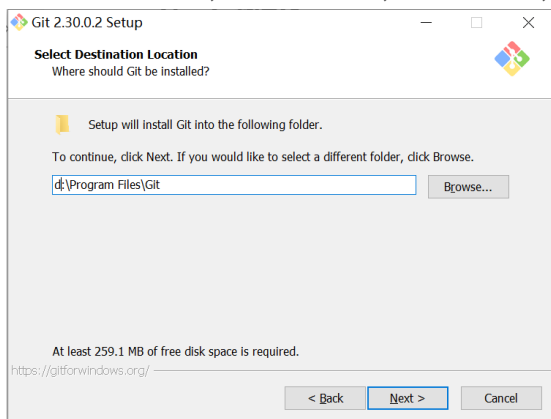 Git 2.30.0.2 Setup
Select Destination Location
Where should Git be installed?
Setup will install Git into the following folder.
To continue, click Next. If you would like to select a different folder, click Browse.
d:\Program Files\Git
Browse...
At least 259.1 MB of free disk space is required.
https://gitforwindows.org/
< Back
Next >
Cancel